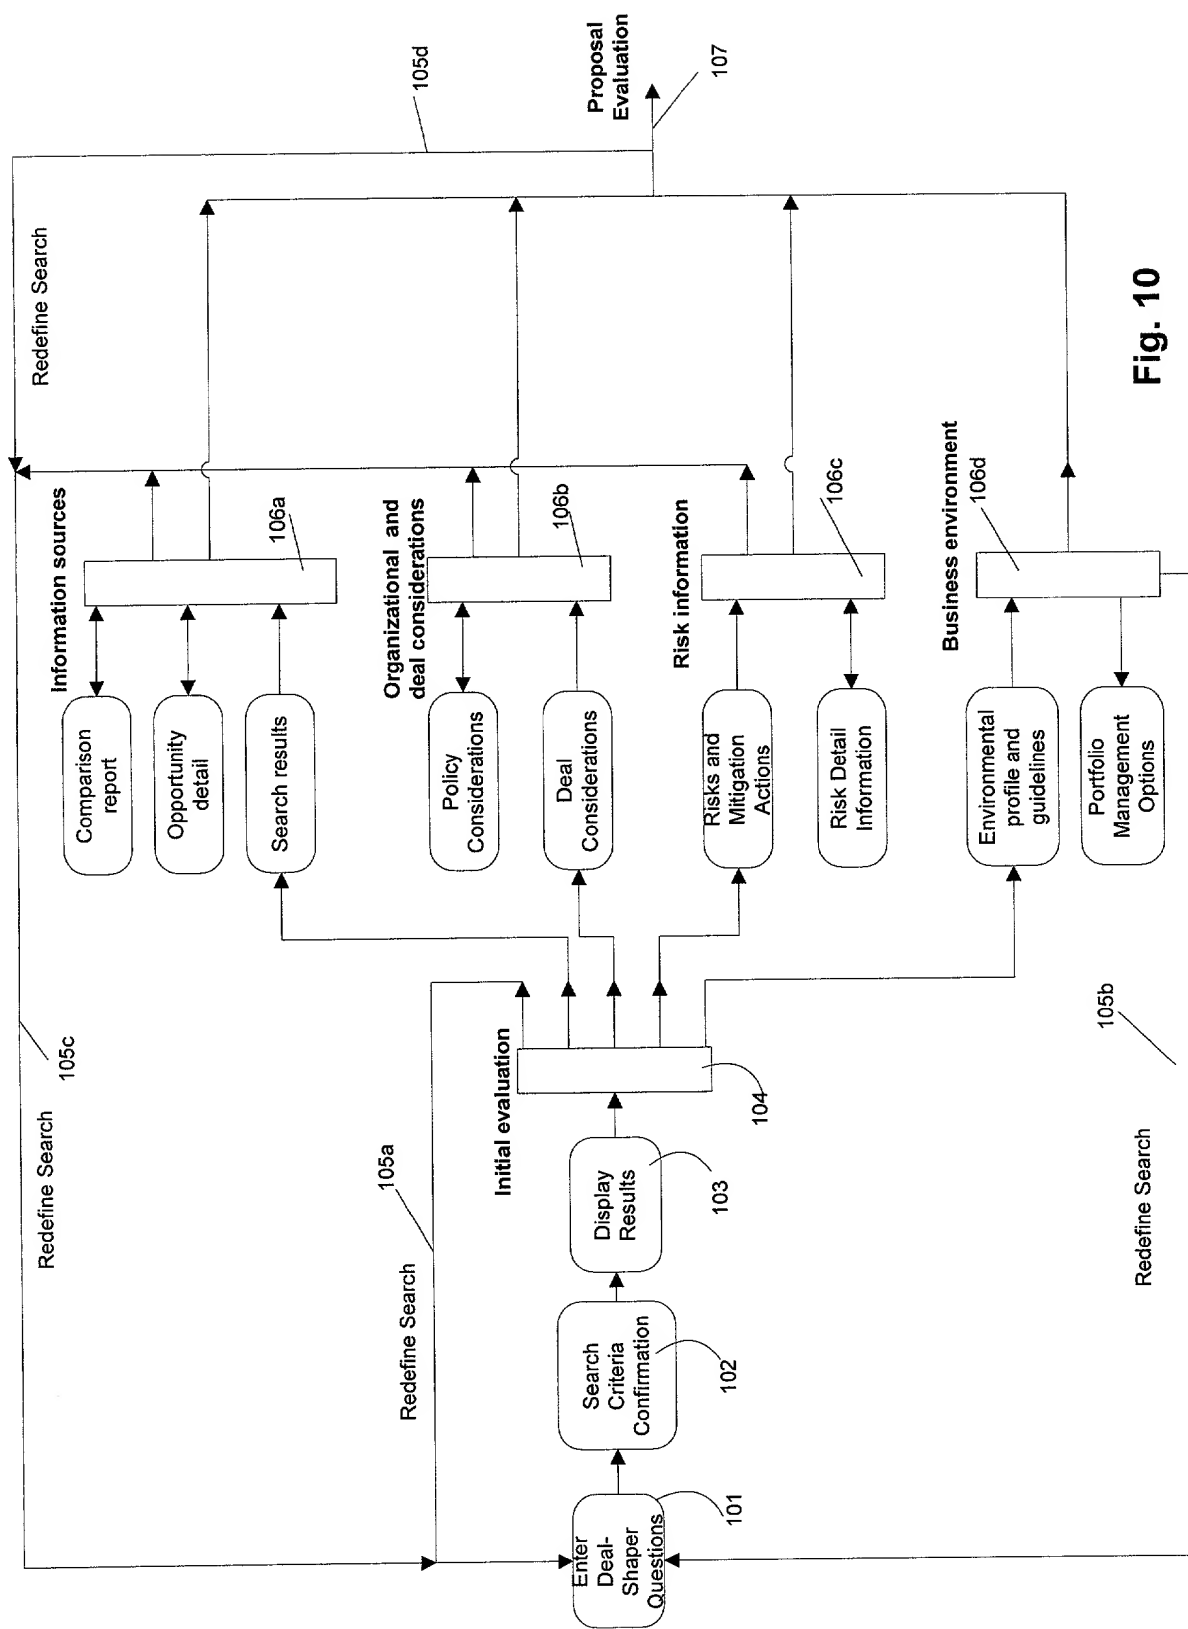 Redefine Search
105c
Redefine Search
Redefine Search
105a
Enter
Deal-
Shaper
Questions
101
Search
Criteria
Confirmation
102
Display
Results
103
Initial evaluation
104
Information sources
Comparison
report
Opportunity
detail
Search results
106a
Organizational and
deal considerations
Policy
Considerations
Deal
Considerations
106b
Risk information
Risks and
Mitigation
Actions
Risk Detail
Information
106c
Business environment
Environmental
profile and
guidelines
Portfolio
Management
Options
106d
105d
Proposal
Evaluation
107
Redefine Search
105b
Fig. 10